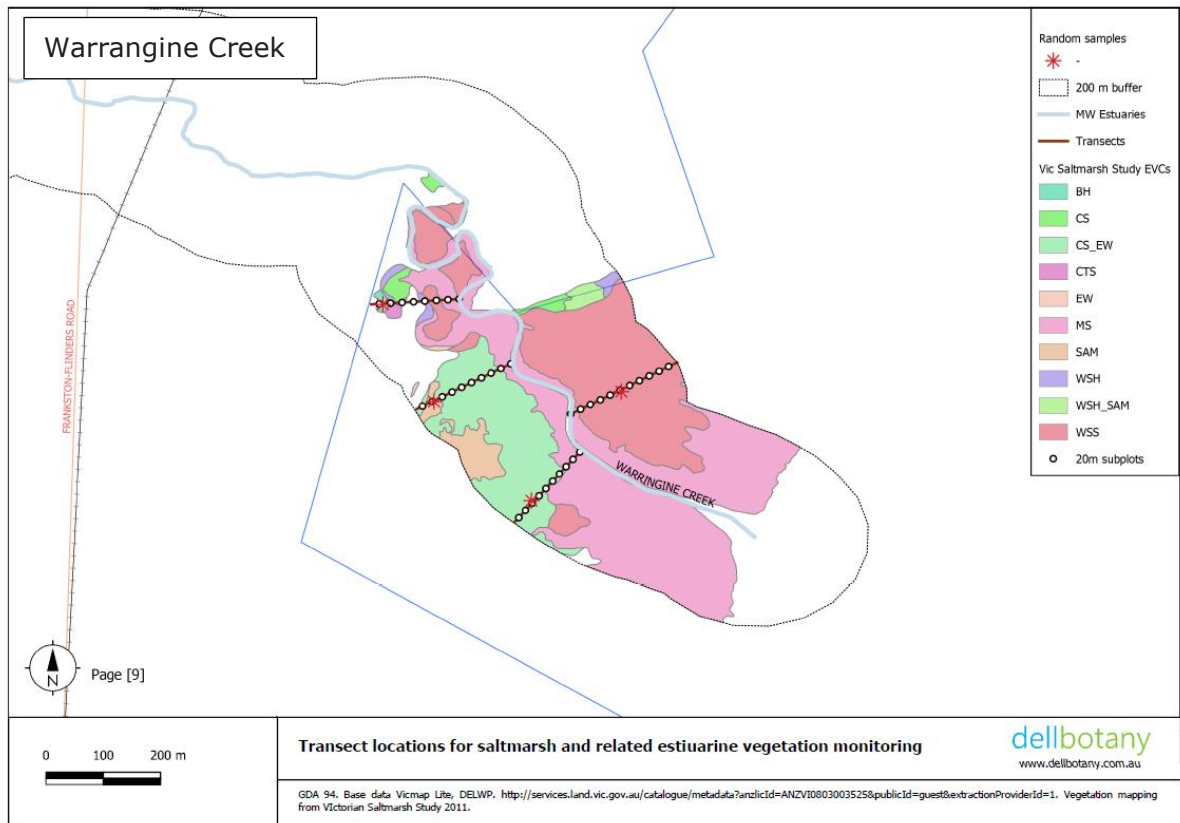 Warrangine Creek
FRANKSTON-FLINDERS ROAD
WARRINGINE CREEK
N
Page [9]
Random samples
-
200 m buffer
MW Estuaries
Transects
Vic Saltmarsh Study EVCs
BH
CS
CS_EW
CTS
EW
MS
SAM
WSH
WSH_SAM
WSS
20m subplots
0 100 200 m
Transect locations for saltmarsh and related estiuarine vegetation monitoring
dellbotany
www.dellbotany.com.au
GDA 94. Base data Vicmap Lite, DELWP. http://services.land.vic.gov.au/catalogue/metadata?anzlicId=ANZVI0803003525&publicId=guest&extractionProviderId=1. Vegetation mapping
from VIctorian Saltmarsh Study 2011.